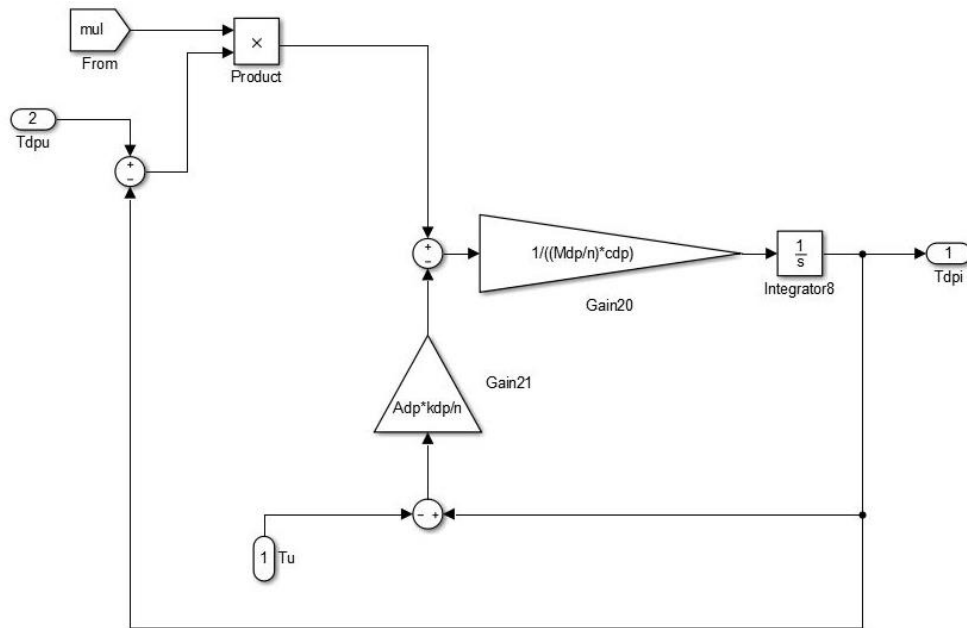 mul
From
×
Product
2
Tdpu
+
−
+
−
1/((Mdp/n)*cdp)
Gain20
1
s
Integrator8
1
Tdpi
Adp*kdp/n
Gain21
− +
1
Tu